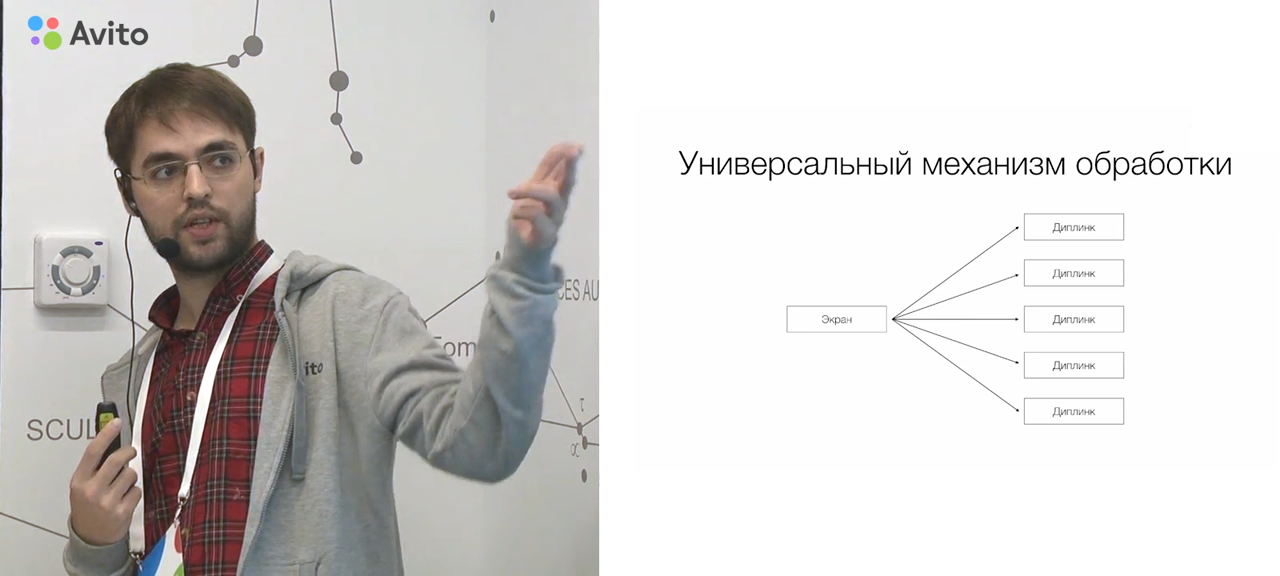 Avito
Универсальный механизм обработки
Диплинк
Диплинк
Экран
Диплинк
Диплинк
Диплинк
ito
SCUL